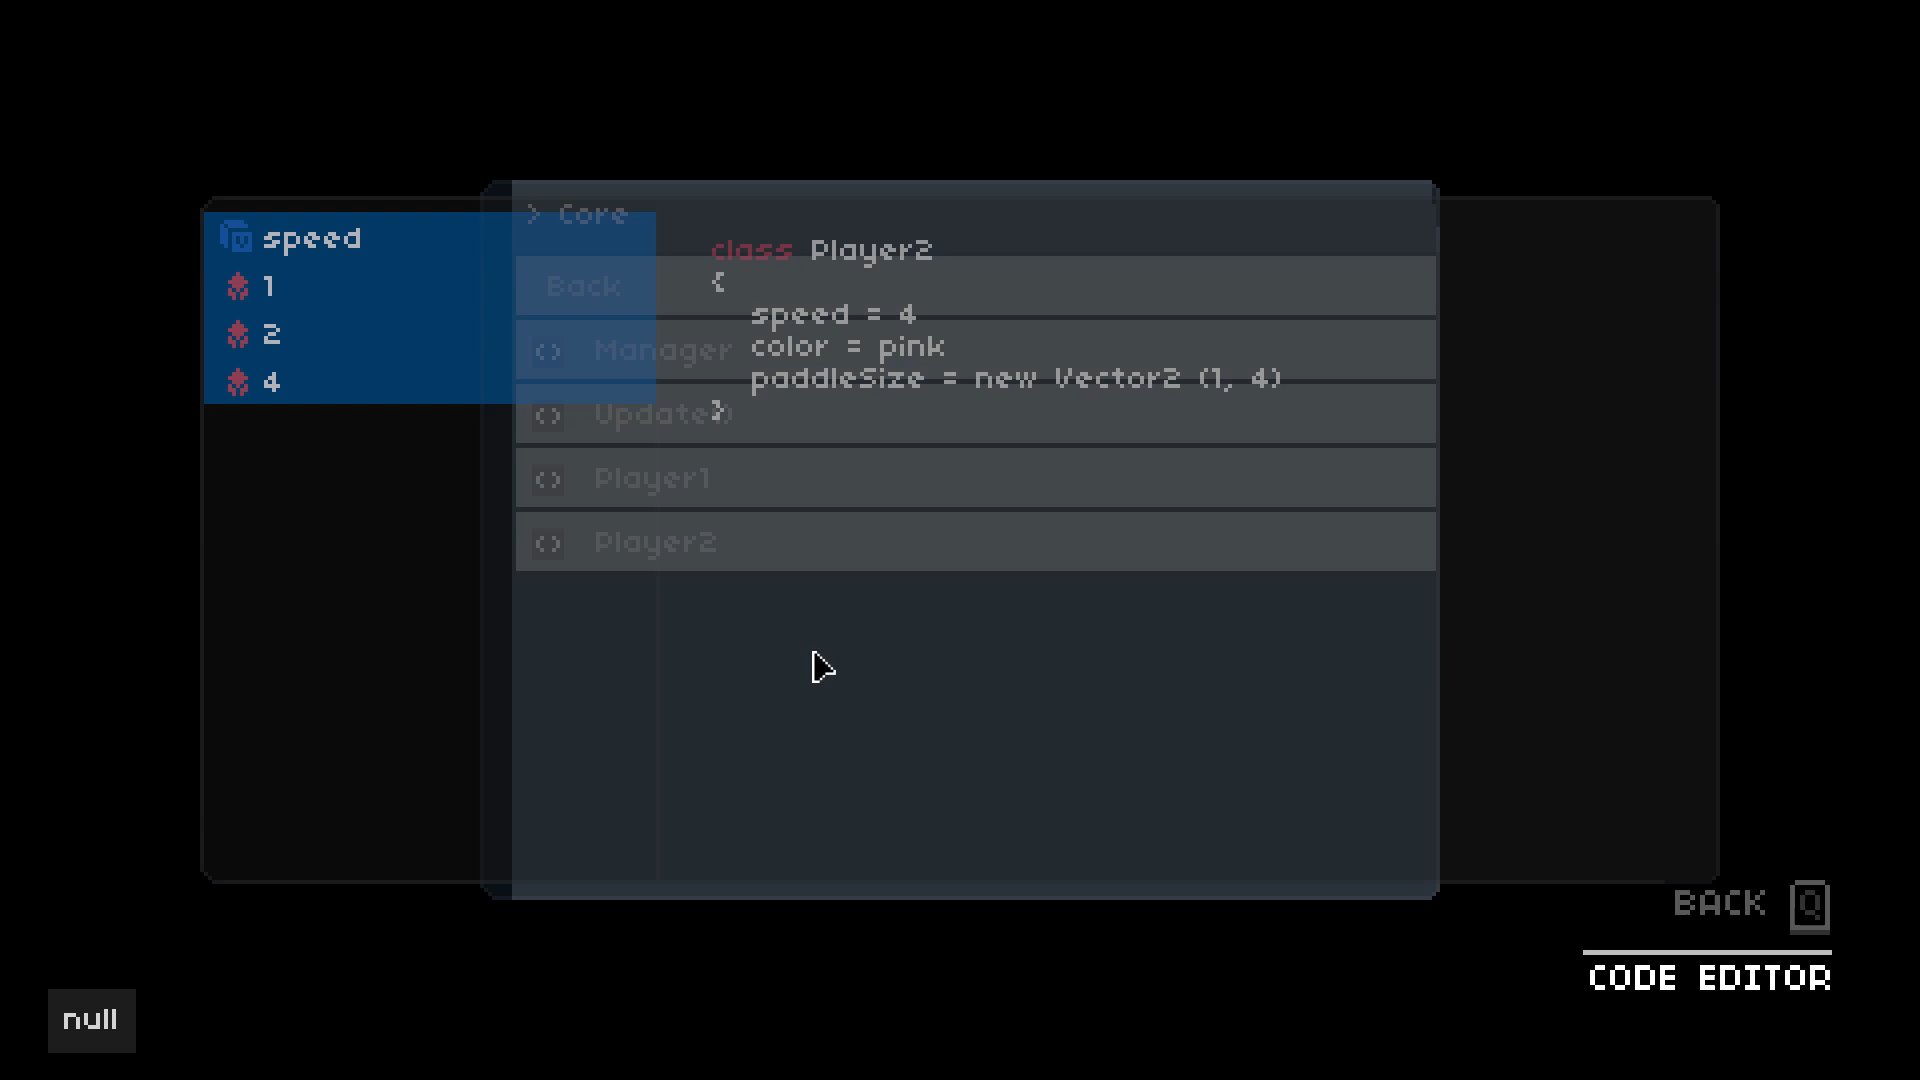 speed
1
2
4
> Core
Back
<> Manager
<> Update()
<> Player1
<> Player2
class Player2
{
speed = 4
color = pink
paddleSize = new Vector2 (1, 4)
}
BACK Q
CODE EDITOR
null